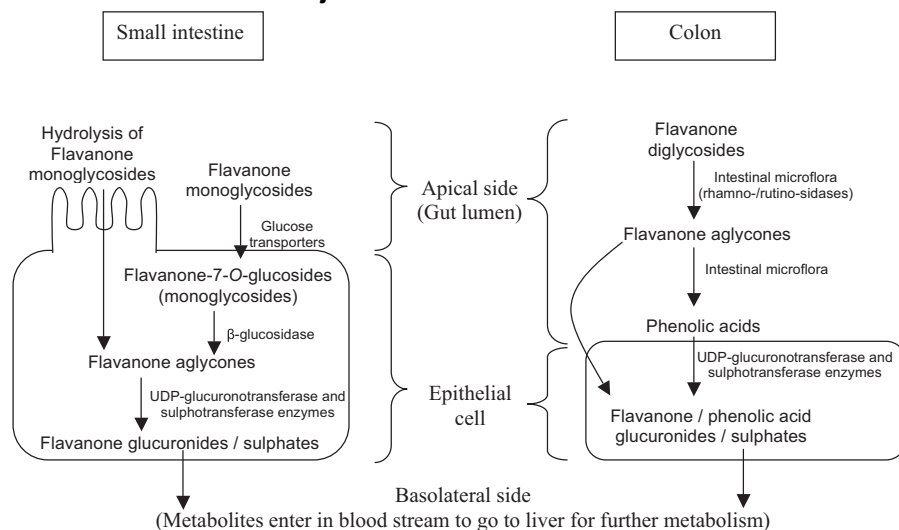 Small intestine
Hydrolysis of
Flavanone
monoglycosides
Flavanone
monoglycosides
Glucose
transporters
Flavanone-7-O-glucosides
(monoglycosides)
β-glucosidase
Flavanone aglycones
UDP-glucuronotransferase and
sulphotransferase enzymes
Flavanone glucuronides / sulphates
Apical side
(Gut lumen)
Epithelial
cell
Colon
Flavanone
diglycosides
Intestinal microflora
(rhamno-/rutino-sidases)
Flavanone aglycones
Intestinal microflora
Phenolic acids
UDP-glucuronotransferase and
sulphotransferase enzymes
Flavanone / phenolic acid
glucuronides / sulphates
Basolateral side
(Metabolites enter in blood stream to go to liver for further metabolism)